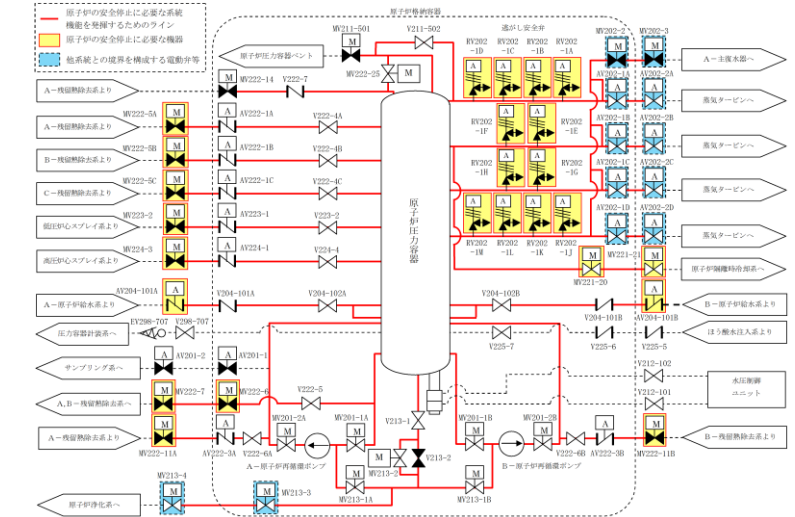 原子炉の安全停止に必要な系統
機能を発揮するためのライン
原子炉の安全停止に必要な機器
他系統との境界を構成する電動弁等
原子炉格納容器
MV211-501
V211-502
逃がし安全弁
RV202 RV202 RV202 RV202
-1D -1C -1B -1A
MV202-2 MV202-3
原子炉圧力容器ベント
M
M M
A－主復水器へ
MV222-25
M
MV222-14 V222-7
M
A－残留熱除去系より
A A A A
AV202-1A AV202-2A
A A
蒸気タービンへ
MV222-5A
M
AV222-1A
A
V222-4A
A－残留熱除去系より
RV202
-1F
A A
RV202
-1E
AV202-1B AV202-2B
A A
蒸気タービンへ
MV222-5B
M
AV222-1B
A
V222-4B
B－残留熱除去系より
RV202
-1H
A A
RV202
-1G
AV202-1C AV202-2C
A A
蒸気タービンへ
MV222-5C
M
AV222-1C
A
V222-4C
C－残留熱除去系より
A A A A
MV223-2
M
AV223-1
A
V223-2
低圧炉心スプレイ系より
原子炉圧力容器
AV202-1D AV202-2D
A A
蒸気タービンへ
RV202 RV202 RV202 RV202
-1M -1L -1K -1J
MV224-3
M
AV224-1
A
V224-4
高圧炉心スプレイ系より
MV221-21
M M
MV221-20
原子炉隔離時冷却系へ
AV204-101A
A
V204-101A V204-102A
A－原子炉給水系より
V204-102B
V204-101B
A
AV204-101B
B－原子炉給水系より
EV298-707 V298-707
圧力容器計装系へ
V225-7 V225-6 V225-5
ほう酸水注入系より
AV201-2 AV201-1
A A
サンプリング系へ
V212-102
V212-101
水圧制御
ユニット
MV222-7 MV222-6
M M
V222-5
A,B－残留熱除去系へ
MV201-2A MV201-1A
M M
V213-1
MV201-1B MV201-2B
M M
A－残留熱除去系より
M
MV222-11A
A
AV222-3A
V222-6A
A－原子炉再循環ポンプ
M
MV213-2
V213-2
B－原子炉再循環ポンプ
V222-6B
A
AV222-3B
M
MV222-11B
B－残留熱除去系より
MV213-4
M
MV213-3
M
M
MV213-1A
M
MV213-1B
原子炉浄化系へ